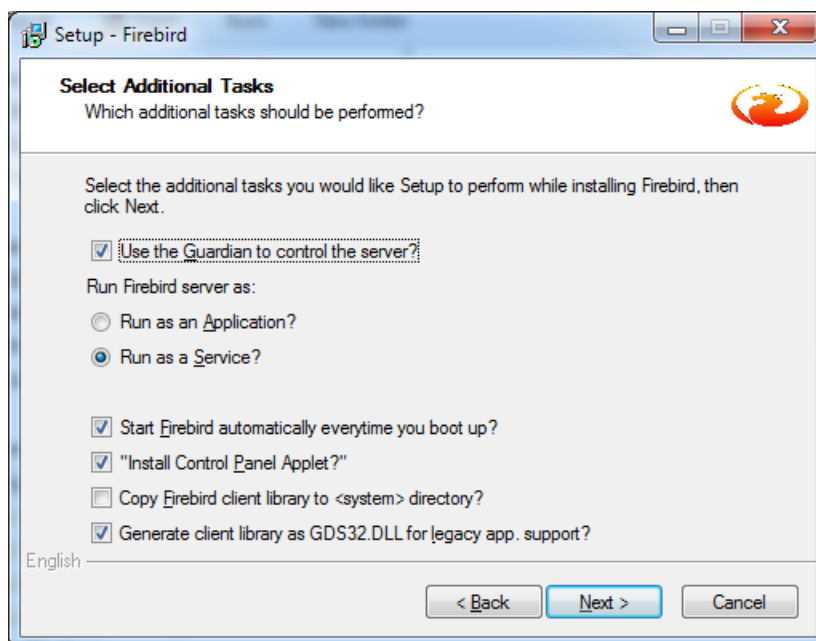 Setup - Firebird
Select Additional Tasks
Which additional tasks should be performed?
Select the additional tasks you would like Setup to perform while installing Firebird, then
click Next.
Use the Guardian to control the server?
Run Firebird server as:
Run as an Application?
Run as a Service?
Start Firebird automatically everytime you boot up?
"Install Control Panel Applet?"
Copy Firebird client library to <system> directory?
Generate client library as GDS32.DLL for legacy app. support?
English
< Back
Next >
Cancel